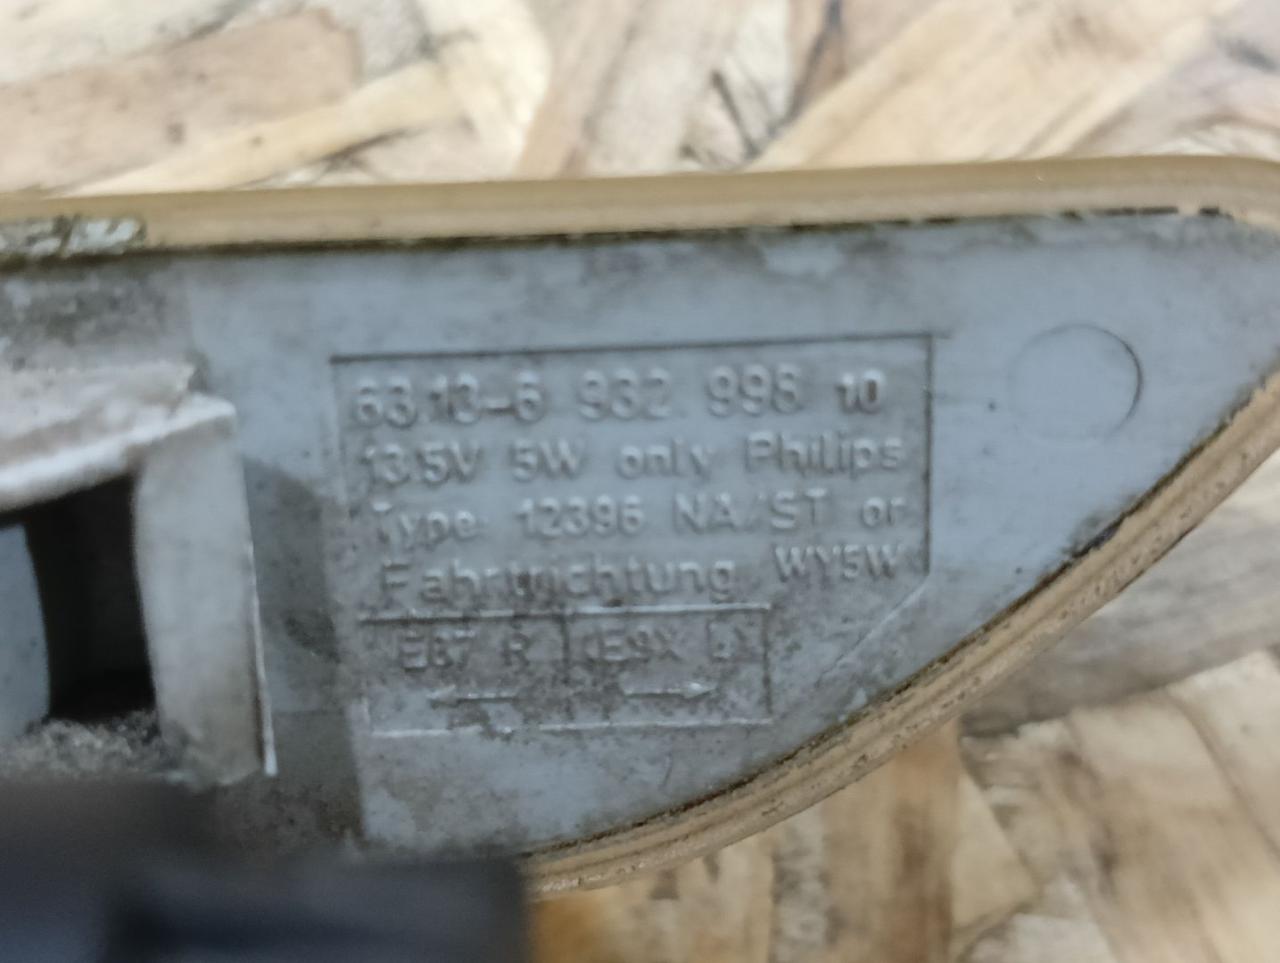 63.13-6 932 998 10
13.5V 5W only Philips
Type 12396 NA/ST or
Fahrtrichtung WY5W
E87 R E9X L